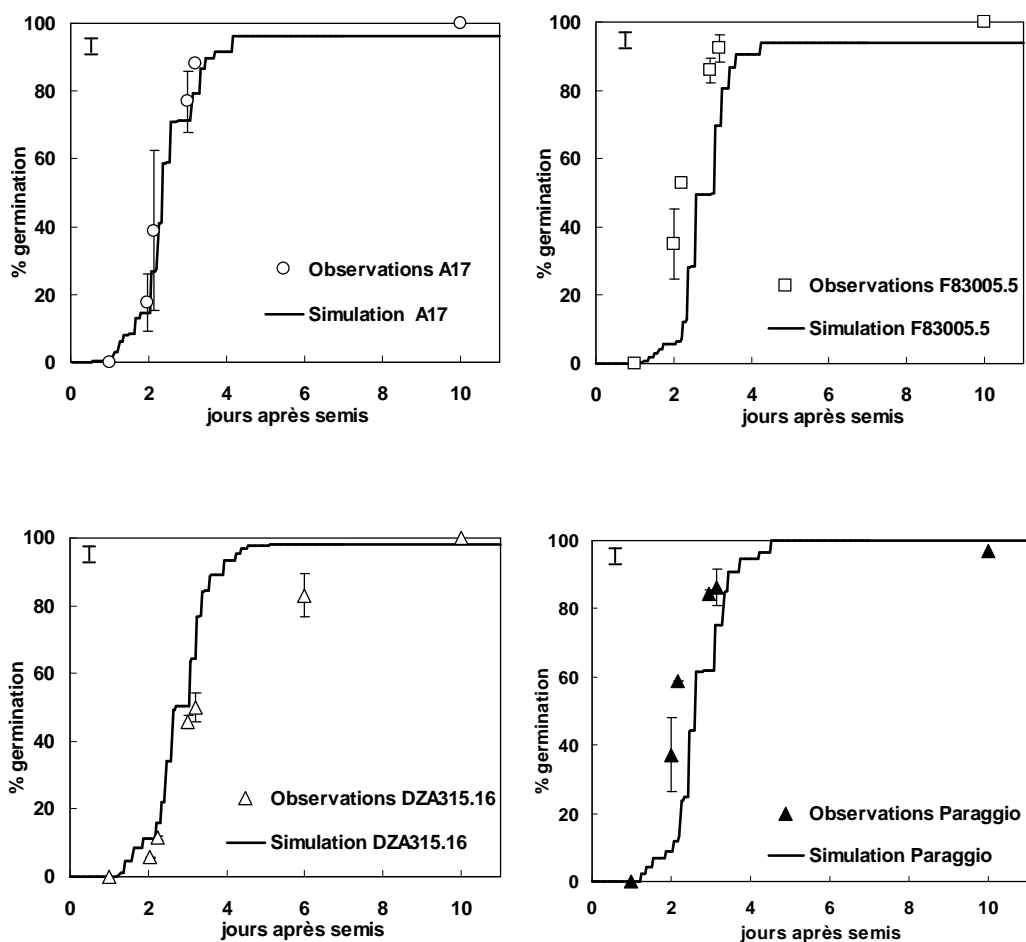 100
80
60
40
20
0
% germination
Observations A17
Simulation A17
0 2 4 6 8 10
jours après semis
100
80
60
40
20
0
% germination
Observations F83005.5
Simulation F83005.5
0 2 4 6 8 10
jours après semis
100
80
60
40
20
0
% germination
Observations DZA315.16
Simulation DZA315.16
0 2 4 6 8 10
jours après semis
100
80
60
40
20
0
% germination
Observations Paraggio
Simulation Paraggio
0 2 4 6 8 10
jours après semis